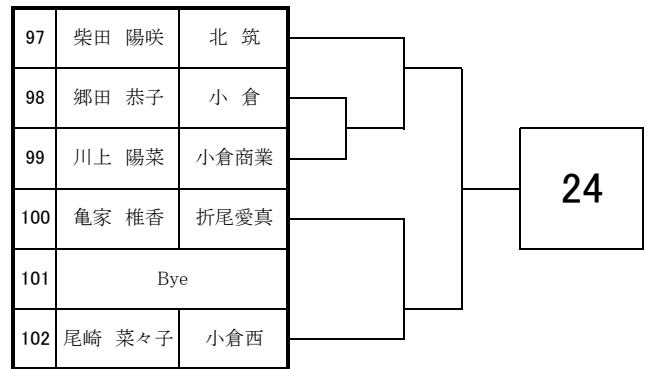 97 柴田 陽咲 北 筑
98 郷田 恭子 小 倉
99 川上 陽菜 小倉商業
100 亀家 椎香 折尾愛真
101 Bye
102 尾崎 菜々子 小倉西
24